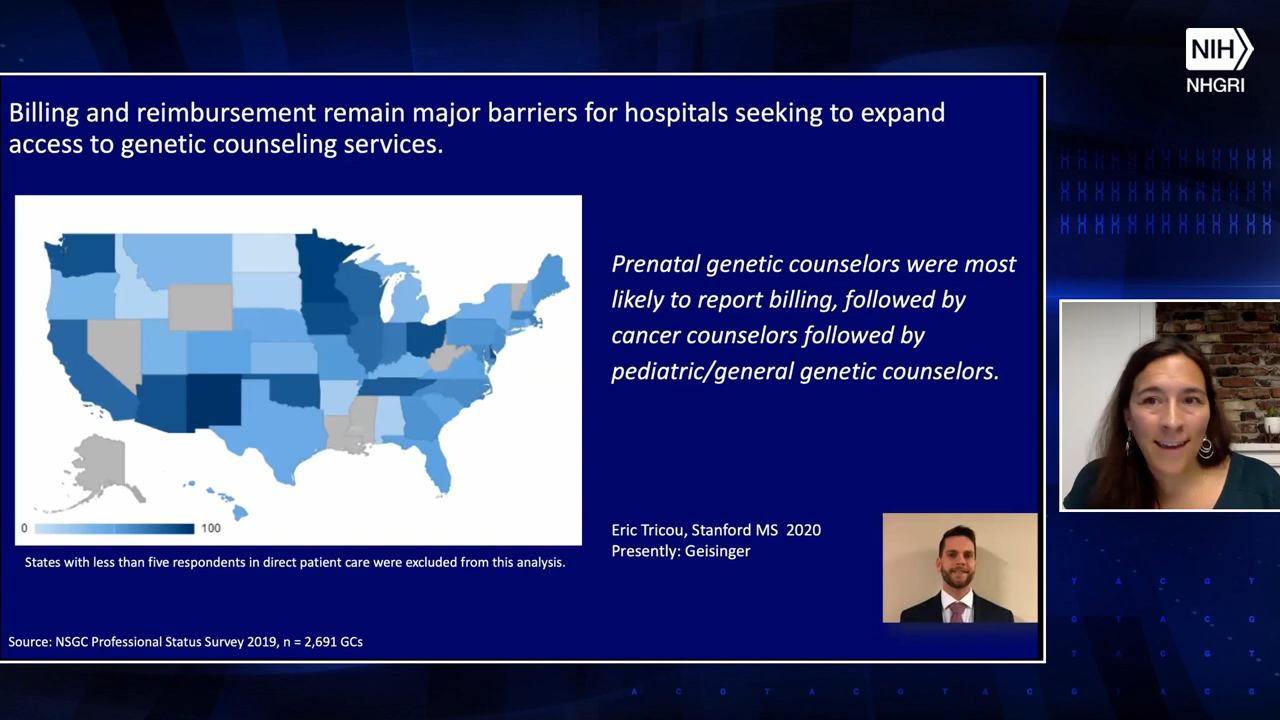 NIH
NHGRI
Billing and reimbursement remain major barriers for hospitals seeking to expand
access to genetic counseling services.
Prenatal genetic counselors were most
likely to report billing, followed by
cancer counselors followed by
pediatric/general genetic counselors.
0 100
States with less than five respondents in direct patient care were excluded from this analysis.
Eric Tricou, Stanford MS 2020
Presently: Geisinger
Source: NSGC Professional Status Survey 2019, n = 2,691 GCs
T A C G T
G T A C G
T A C G T
A C G T A C G T A C G T A C G T